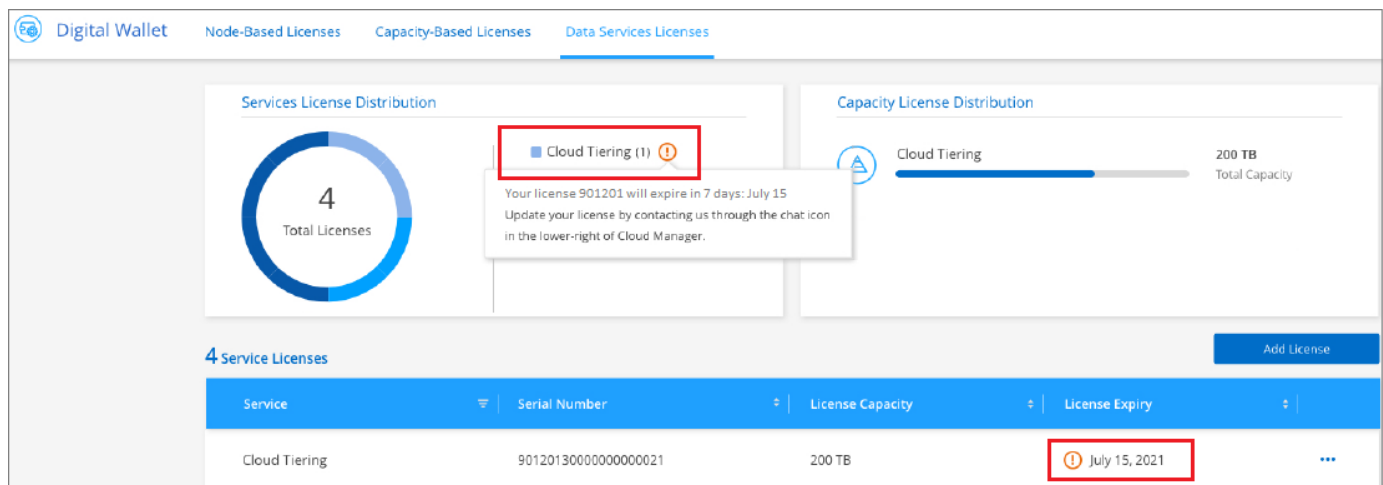 Digital Wallet
Node-Based Licenses
Capacity-Based Licenses
Data Services Licenses
Services License Distribution
4
Total Licenses
Cloud Tiering (1)
Your license 901201 will expire in 7 days: July 15
Update your license by contacting us through the chat icon
in the lower-right of Cloud Manager.
Capacity License Distribution
Cloud Tiering
200 TB
Total Capacity
4 Service Licenses
Add License
Service
Serial Number
License Capacity
License Expiry
Cloud Tiering
90120130000000000021
200 TB
July 15, 2021